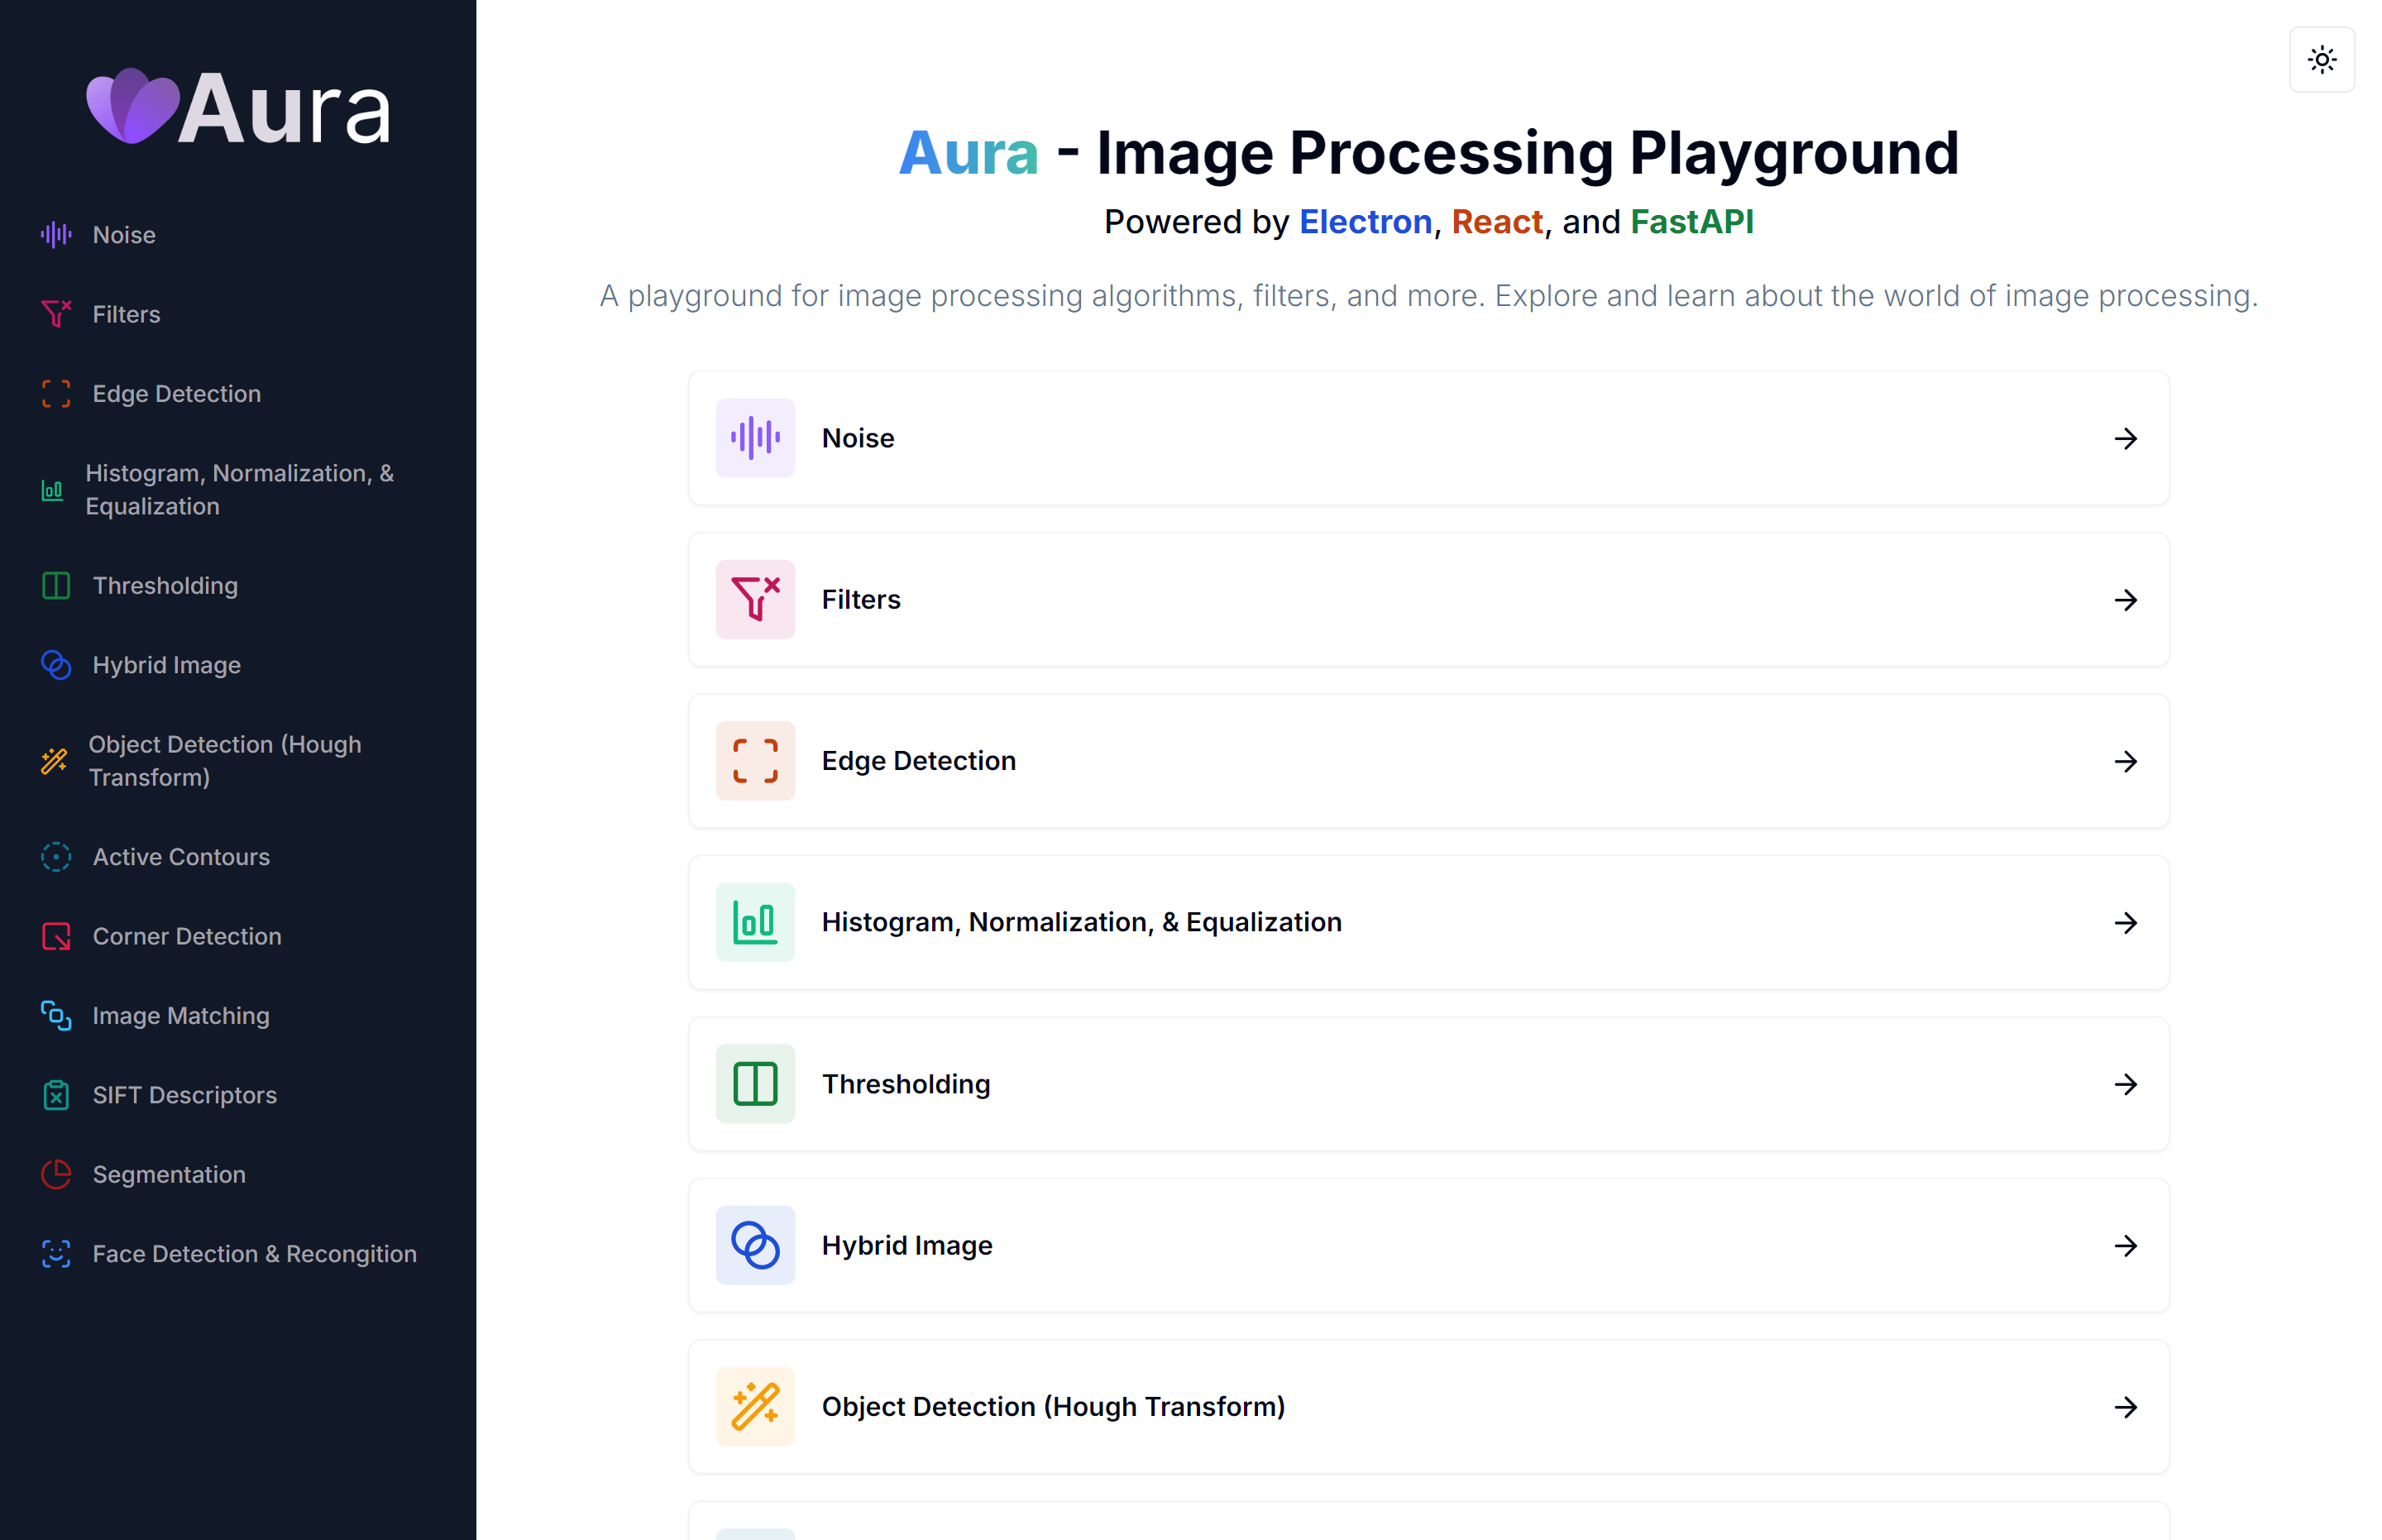 Aura
Noise
Filters
Edge Detection
Histogram, Normalization, &
Equalization
Thresholding
Hybrid Image
Object Detection (Hough
Transform)
Active Contours
Corner Detection
Image Matching
SIFT Descriptors
Segmentation
Face Detection & Recongition
Aura - Image Processing Playground
Powered by Electron, React, and FastAPI
A playground for image processing algorithms, filters, and more. Explore and learn about the world of image processing.
Noise
Filters
Edge Detection
Histogram, Normalization, & Equalization
Thresholding
Hybrid Image
Object Detection (Hough Transform)